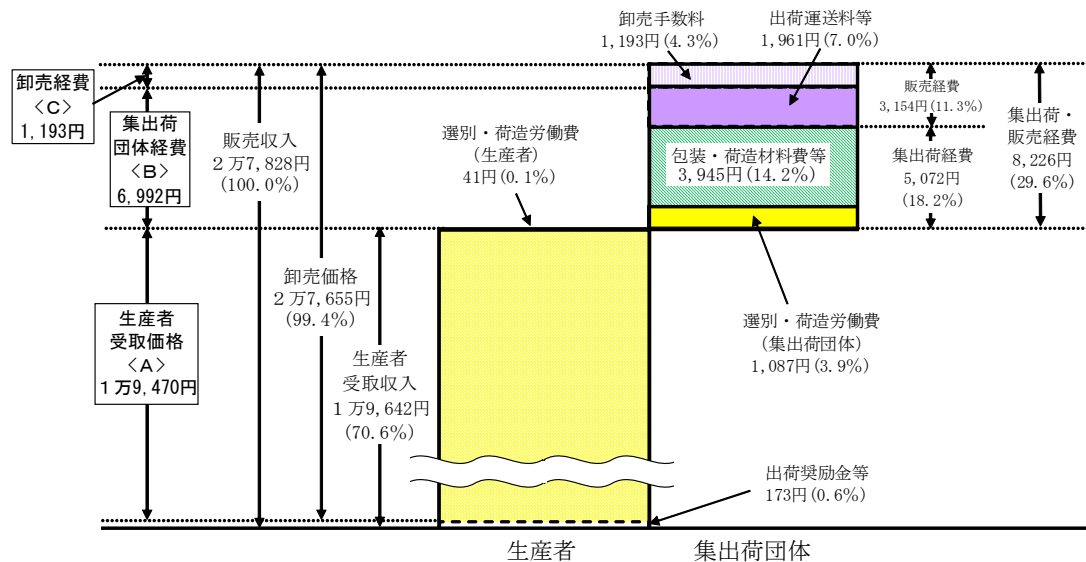 卸売手数料
1,193円(4.3%)
出荷運送料等
1,961円(7.0%)
卸売経費
<C>
1,193円
集出荷
団体経費
<B>
6,992円
生産者
受取価格
<A>
1万9,470円
販売収入
2万7,828円
(100.0%)
卸売価格
2万7,655円
(99.4%)
生産者
受取収入
1万9,642円
(70.6%)
選別・荷造労働費
(生産者)
41円(0.1%)
包装・荷造材料費等
3,945円(14.2%)
販売経費
3,154円(11.3%)
集出荷経費
5,072円
(18.2%)
集出荷・
販売経費
8,226円
(29.6%)
選別・荷造労働費
(集出荷団体)
1,087円(3.9%)
出荷奨励金等
173円(0.6%)
生産者
集出荷団体